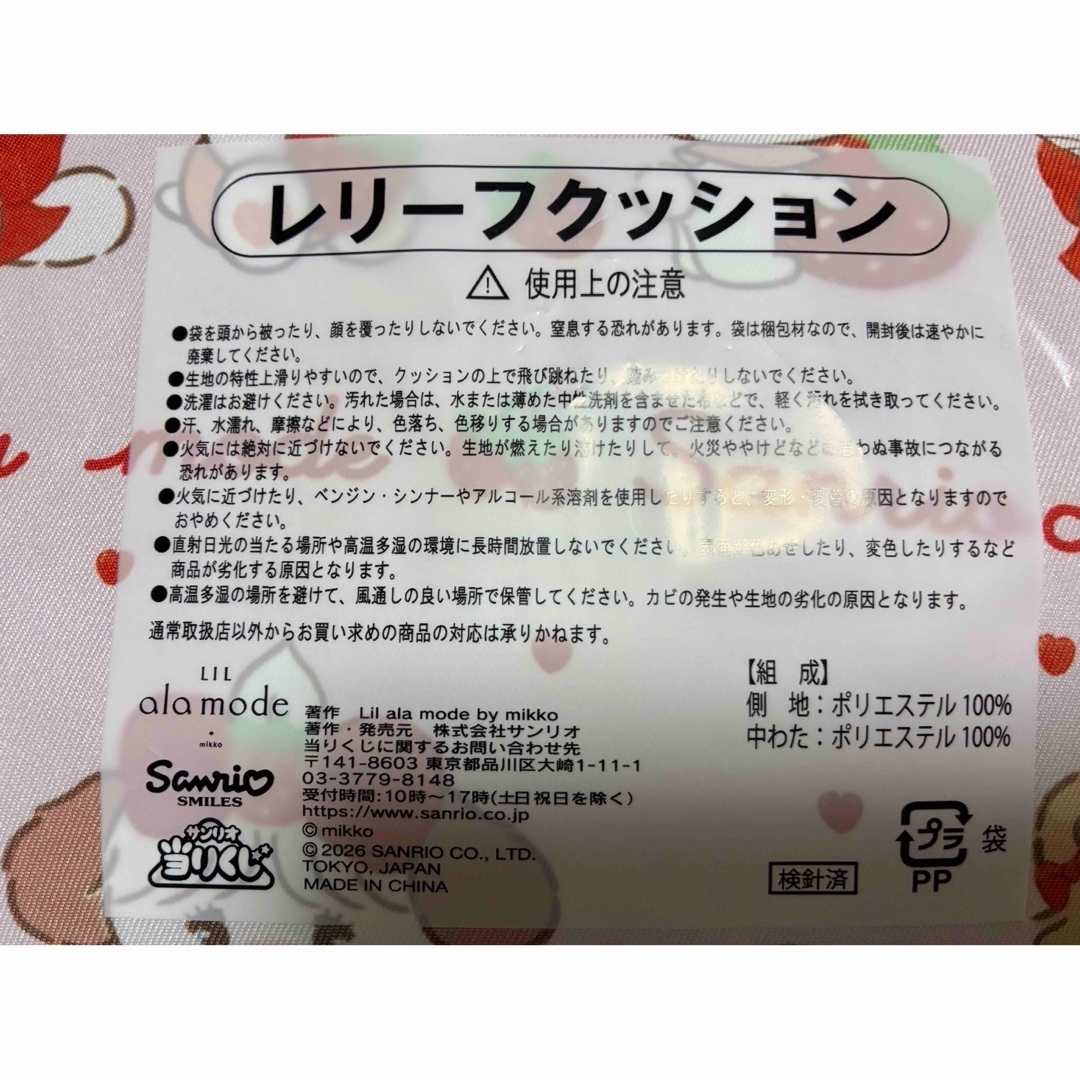 レリーフクッション
使用上の注意
●袋を頭から被ったり、顔を覆ったりしないでください。窒息する恐れがあります。袋は梱包材なので、開封後は速やかに
廃棄してください。
●生地の特性上滑りやすいので、クッションの上で飛び跳ねたり、踏みつけたりしないでください。
●洗濯はお避けください。汚れた場合は、水または薄めた中性洗剤を含ませた布などで、軽く汚れを拭き取ってください。
●汗、水濡れ、摩擦などにより、色落ち、色移りする場合がありますのでご注意ください。
●火気には絶対に近づけないでください。生地が燃えたり溶けたりして、火災ややけどなど思わぬ事故につながる
恐れがあります。
●火気に近づけたり、ベンジン・シンナーやアルコール系溶剤を使用したりすると、変形・変色の原因となりますので
おやめください。
●直射日光の当たる場所や高温多湿の環境に長時間放置しないでください。表面が色あせしたり、変色したりするなど
商品が劣化する原因となります。
●高温多湿の場所を避けて、風通しの良い場所で保管してください。カビの発生や生地の劣化の原因となります。
通常取扱店以外からお買い求めの商品の対応は承りかねます。
LIL
ala mode
mikko
Sanrio
SMILES
サンリオ
当りくじ
著作 Lil ala mode by mikko
著作・発売元 株式会社サンリオ
当りくじに関するお問い合わせ先
〒141-8603 東京都品川区大崎1-11-1
03-3779-8148
受付時間:10時～17時(土日祝日を除く)
https://www.sanrio.co.jp
©mikko
© 2026 SANRIO CO., LTD.
TOKYO, JAPAN
MADE IN CHINA
【組 成】
側 地：ポリエステル100%
中わた：ポリエステル100%
検針済
プラ 袋
PP